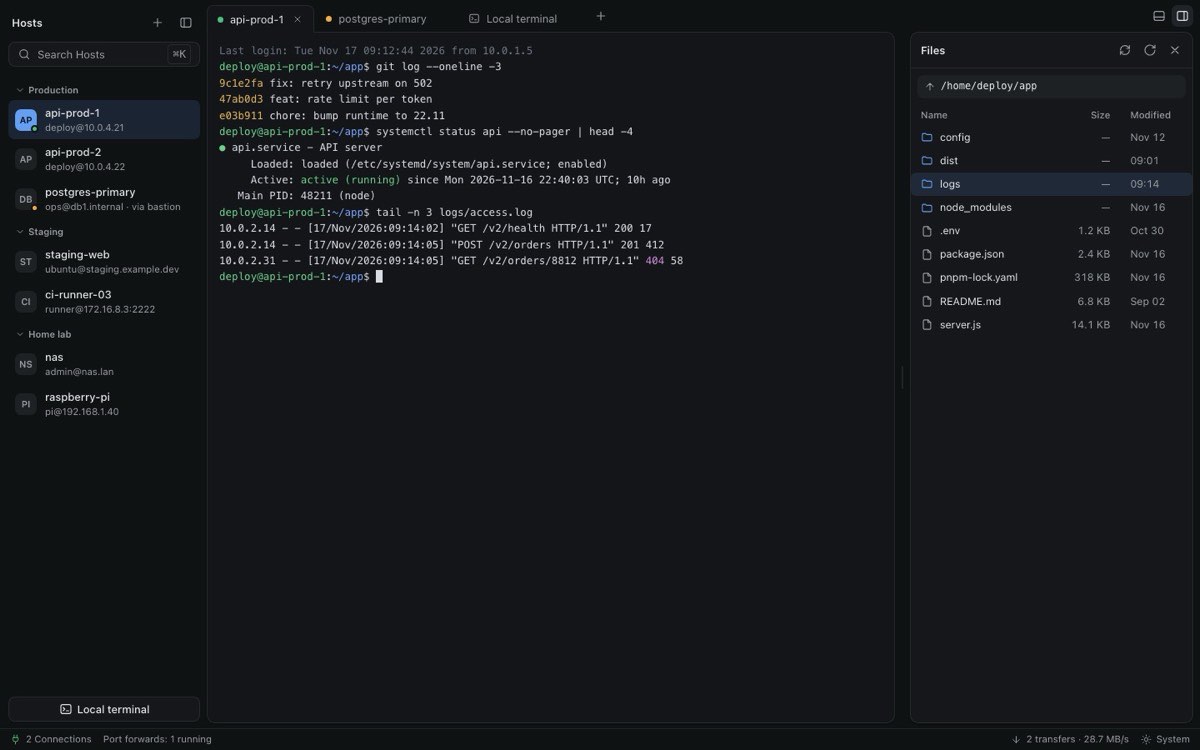 Hosts
Search Hosts ⌘K
Production
AP api-prod-1
deploy@10.0.4.21
AP api-prod-2
deploy@10.0.4.22
DB postgres-primary
ops@db1.internal · via bastion
Staging
ST staging-web
ubuntu@staging.example.dev
CI ci-runner-03
runner@172.16.8.3:2222
Home lab
NS nas
admin@nas.lan
PI raspberry-pi
pi@192.168.1.40
Local terminal
api-prod-1 postgres-primary Local terminal
Last login: Tue Nov 17 09:12:44 2026 from 10.0.1.5
deploy@api-prod-1:~/app$ git log --oneline -3
9c1e2fa fix: retry upstream on 502
47ab0d3 feat: rate limit per token
e03b911 chore: bump runtime to 22.11
deploy@api-prod-1:~/app$ systemctl status api --no-pager | head -4
● api.service - API server
Loaded: loaded (/etc/systemd/system/api.service; enabled)
Active: active (running) since Mon 2026-11-16 22:40:03 UTC; 10h ago
Main PID: 48211 (node)
deploy@api-prod-1:~/app$ tail -n 3 logs/access.log
10.0.2.14 - - [17/Nov/2026:09:14:02] "GET /v2/health HTTP/1.1" 200 17
10.0.2.14 - - [17/Nov/2026:09:14:05] "POST /v2/orders HTTP/1.1" 201 412
10.0.2.31 - - [17/Nov/2026:09:14:05] "GET /v2/orders/8812 HTTP/1.1" 404 58
deploy@api-prod-1:~/app$
Files
/home/deploy/app
Name Size Modified
config — Nov 12
dist — 09:01
logs — 09:14
node_modules — Nov 16
.env 1.2 KB Oct 30
package.json 2.4 KB Nov 16
pnpm-lock.yaml 318 KB Nov 16
README.md 6.8 KB Sep 02
server.js 14.1 KB Nov 16
2 Connections Port forwards: 1 running
2 transfers · 28.7 MB/s System